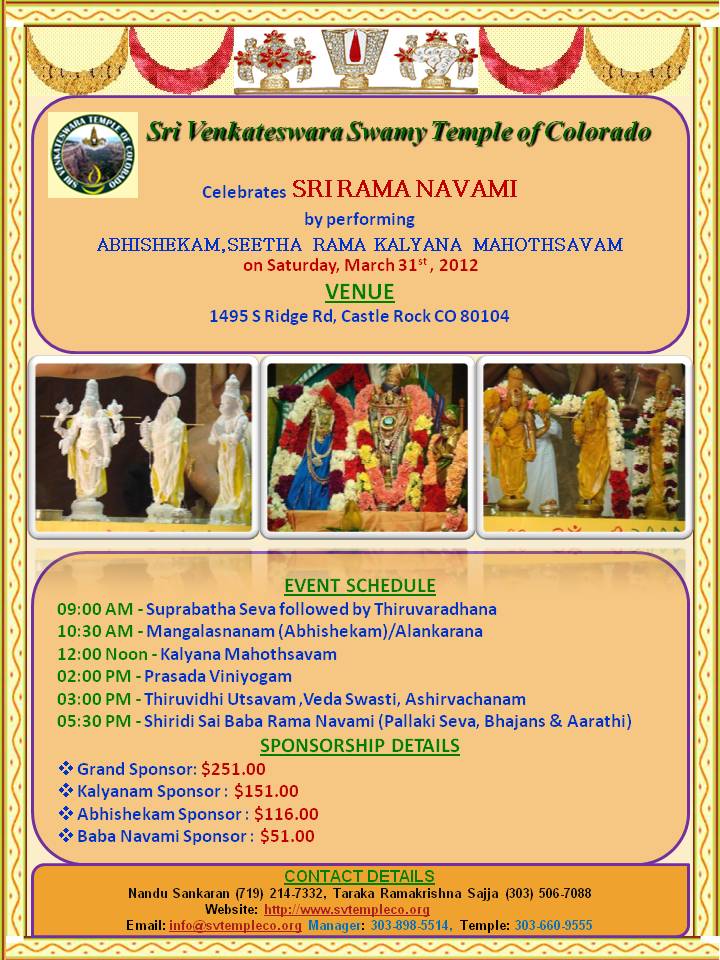 SRI VENKATESWARA TEMPLE OF COLORADO
Sri Venkateswara Swamy Temple of Colorado
Celebrates SRI RAMA NAVAMI
by performing
ABHISHEKAM,SEETHA RAMA KALYANA MAHOTHSAVAM
on Saturday, March 31st , 2012
VENUE
1495 S Ridge Rd, Castle Rock CO 80104
EVENT SCHEDULE
09:00 AM - Suprabatha Seva followed by Thiruvaradhana
10:30 AM - Mangalasnanam (Abhishekam)/Alankarana
12:00 Noon - Kalyana Mahothsavam
02:00 PM - Prasada Viniyogam
03:00 PM - Thiruvidhi Utsavam ,Veda Swasti, Ashirvachanam
05:30 PM - Shiridi Sai Baba Rama Navami (Pallaki Seva, Bhajans & Aarathi)
SPONSORSHIP DETAILS
❖ Grand Sponsor: $251.00
❖ Kalyanam Sponsor : $151.00
❖ Abhishekam Sponsor : $116.00
❖ Baba Navami Sponsor : $51.00
CONTACT DETAILS
Nandu Sankaran (719) 214-7332, Taraka Ramakrishna Sajja (303) 506-7088
Website: http://www.svtempleco.org
Email: info@svtempleco.org Manager: 303-898-5514, Temple: 303-660-9555